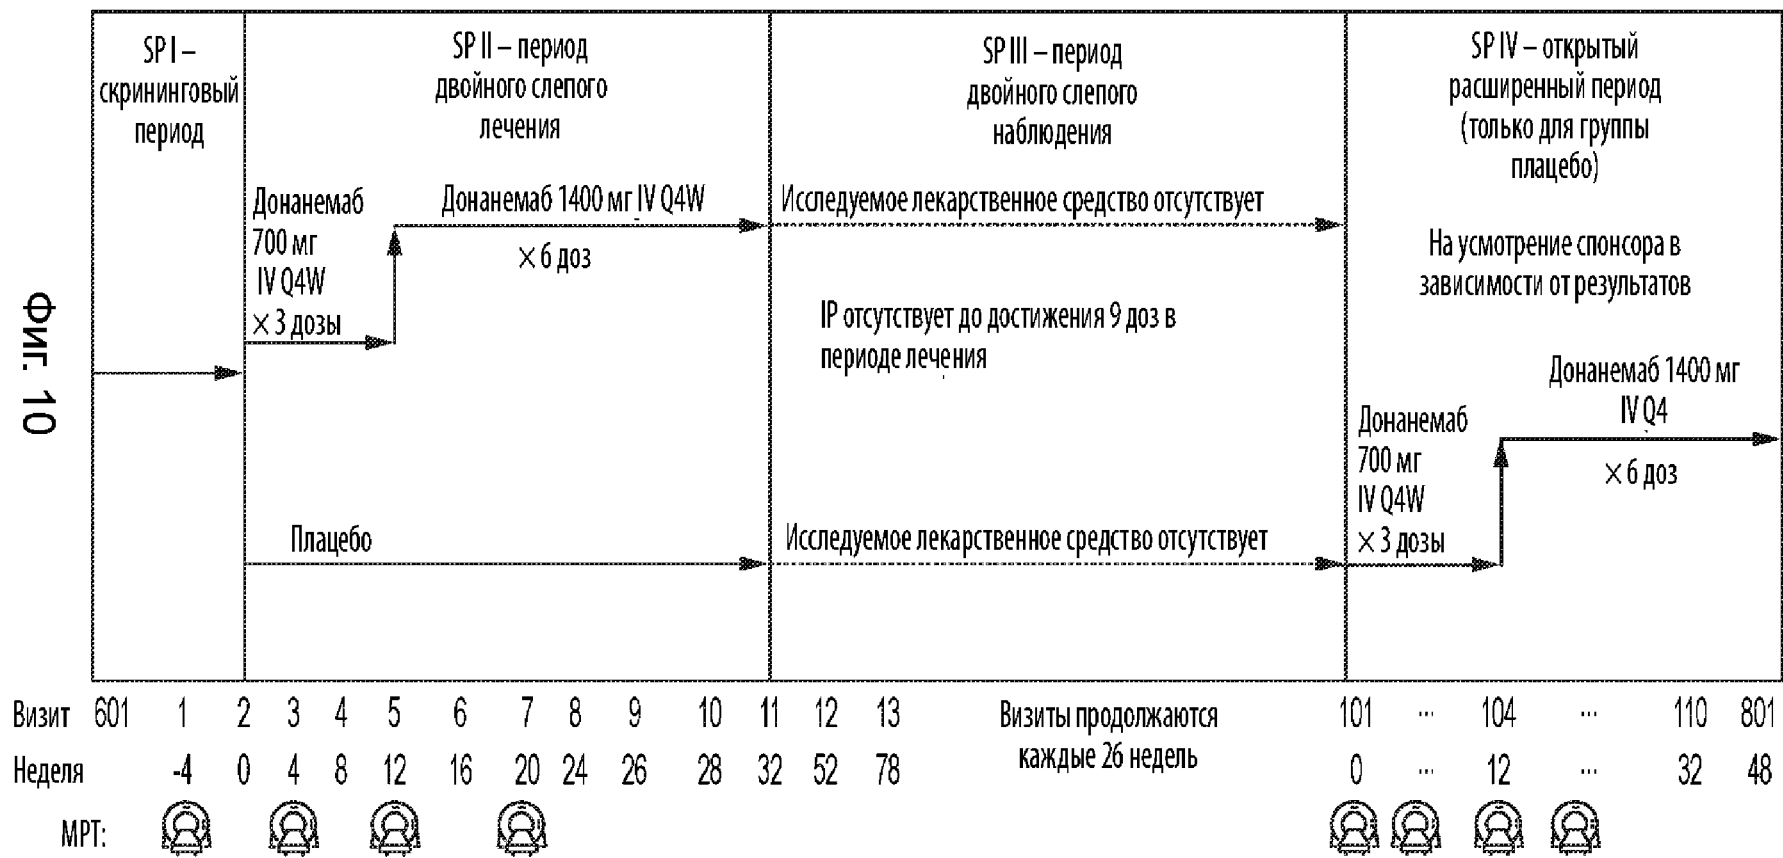 SP I –
скрининговый
период
SP II – период
двойного слепого
лечения
SP III – период
двойного слепого
наблюдения
SP IV – открытый
расширенный период
(только для группы
плацебо)
Донанемаб
700 мг
IV Q4W
× 3 дозы
Донанемаб 1400 мг IV Q4W
× 6 доз
Исследуемое лекарственное средство отсутствует
На усмотрение спонсора в
зависимости от результатов
IP отсутствует до достижения 9 доз в
периоде лечения
Донанемаб 1400 мг
IV Q4
× 6 доз
Донанемаб
700 мг
IV Q4W
× 3 дозы
Плацебо
Исследуемое лекарственное средство отсутствует
Фиг. 10
Визит 601 1 2 3 4 5 6 7 8 9 10 11 12 13 Визиты продолжаются 101 ... 104 ... 110 801
каждые 26 недель
Неделя -4 0 4 8 12 16 20 24 26 28 32 52 78 0 ... 12 ... 32 48
МРТ: